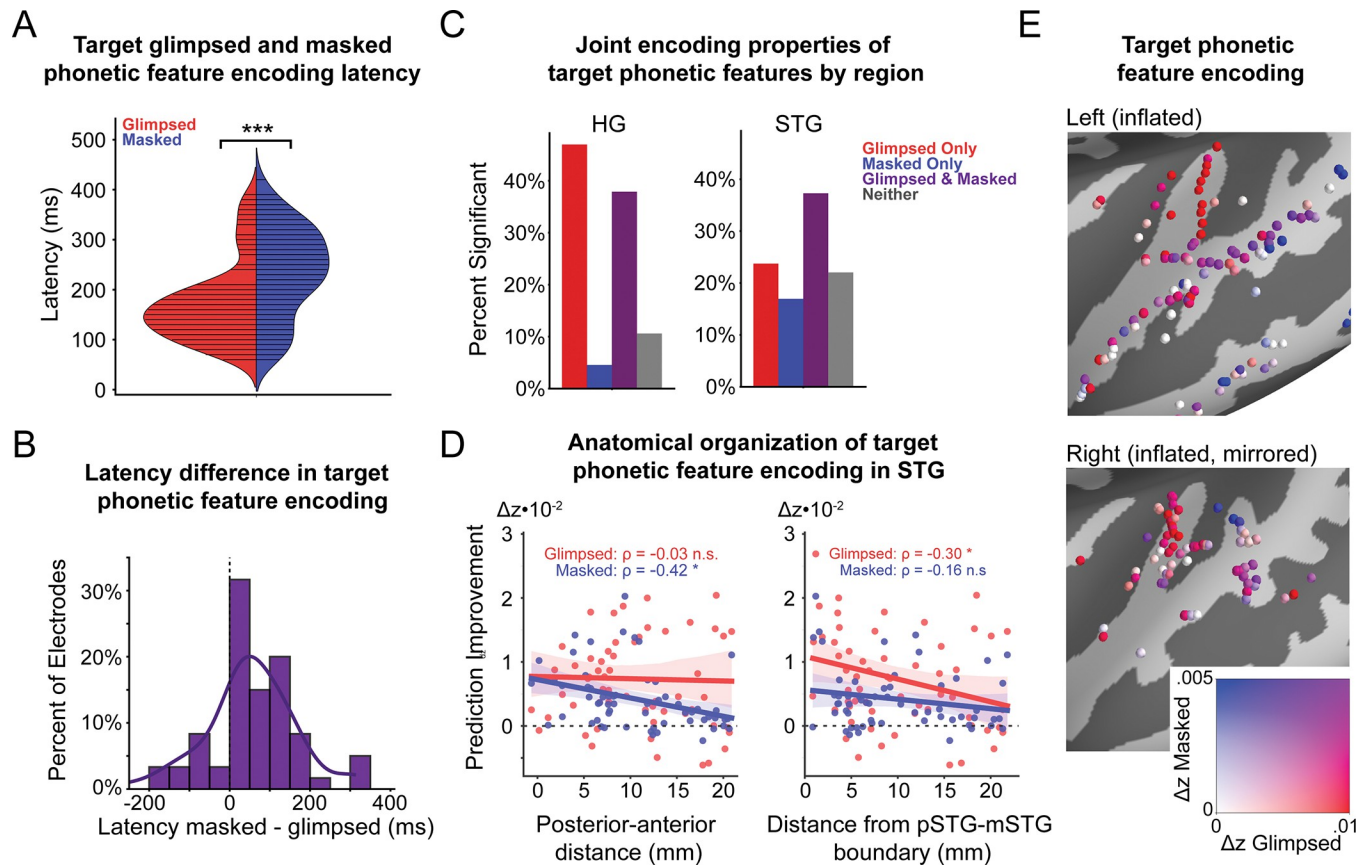 A
Target glimpsed and masked
phonetic feature encoding latency
Glimpsed
Masked
***
500
400
300
200
100
0
Latency (ms)
B
Latency difference in target
phonetic feature encoding
30%
20%
10%
0%
Percent of Electrodes
-200
0
200
400
Latency masked - glimpsed (ms)
C
Joint encoding properties of
target phonetic features by region
HG
STG
Glimpsed Only
Masked Only
Glimpsed & Masked
Neither
40%
30%
20%
10%
0%
Percent Significant
40%
30%
20%
10%
0%
D
Anatomical organization of target
phonetic feature encoding in STG
Δz•10⁻²
3
2
1
0
Prediction Improvement
Glimpsed: ρ = -0.03 n.s.
Masked: ρ = -0.42 *
0
5
10
15
20
Posterior-anterior
distance (mm)
Δz•10⁻²
3
2
1
0
Glimpsed: ρ = -0.30 *
Masked: ρ = -0.16 n.s
0
5
10
15
20
Distance from pSTG-mSTG
boundary (mm)
E
Target phonetic
feature encoding
Left (inflated)
Right (inflated, mirrored)
.005
Δz Masked
0
0
.01
Δz Glimpsed